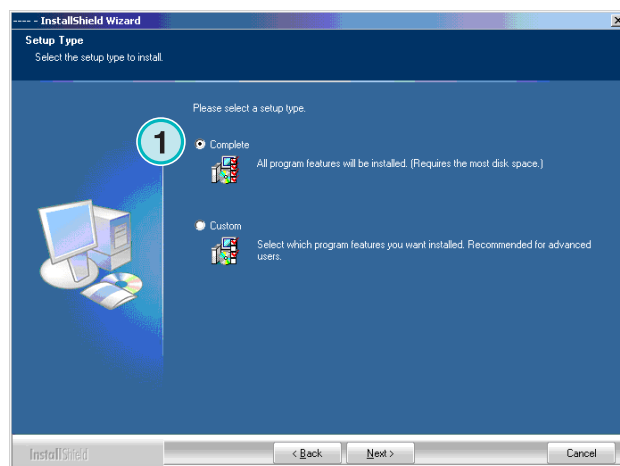 ---- - InstallShield Wizard
Setup Type
Select the setup type to install.
Please select a setup type.
1
Complete
All program features will be installed. (Requires the most disk space.)
Custom
Select which program features you want installed. Recommended for advanced
users.
InstallShield
< Back
Next >
Cancel